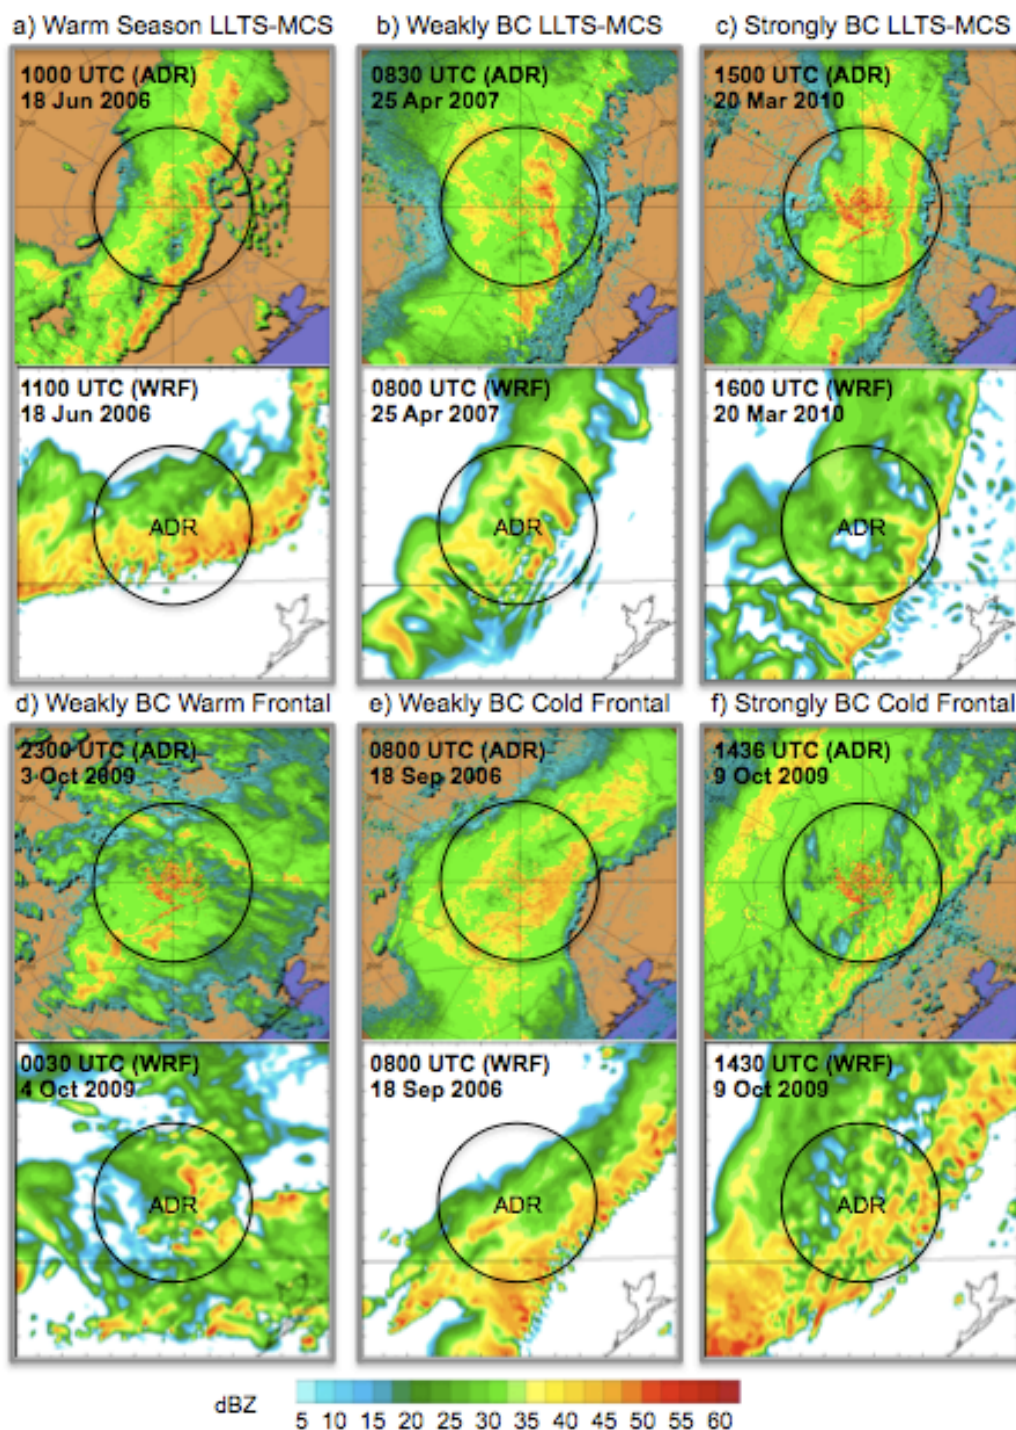 a) Warm Season LLTS-MCS
b) Weakly BC LLTS-MCS
c) Strongly BC LLTS-MCS
1000 UTC (ADR)
18 Jun 2006
0830 UTC (ADR)
25 Apr 2007
1500 UTC (ADR)
20 Mar 2010
1100 UTC (WRF)
18 Jun 2006
ADR
0800 UTC (WRF)
25 Apr 2007
ADR
1600 UTC (WRF)
20 Mar 2010
ADR
d) Weakly BC Warm Frontal
e) Weakly BC Cold Frontal
f) Strongly BC Cold Frontal
2300 UTC (ADR)
3 Oct 2009
0800 UTC (ADR)
18 Sep 2006
1436 UTC (ADR)
9 Oct 2009
0030 UTC (WRF)
4 Oct 2009
ADR
0800 UTC (WRF)
18 Sep 2006
ADR
1430 UTC (WRF)
9 Oct 2009
ADR
dBZ
5 10 15 20 25 30 35 40 45 50 55 60